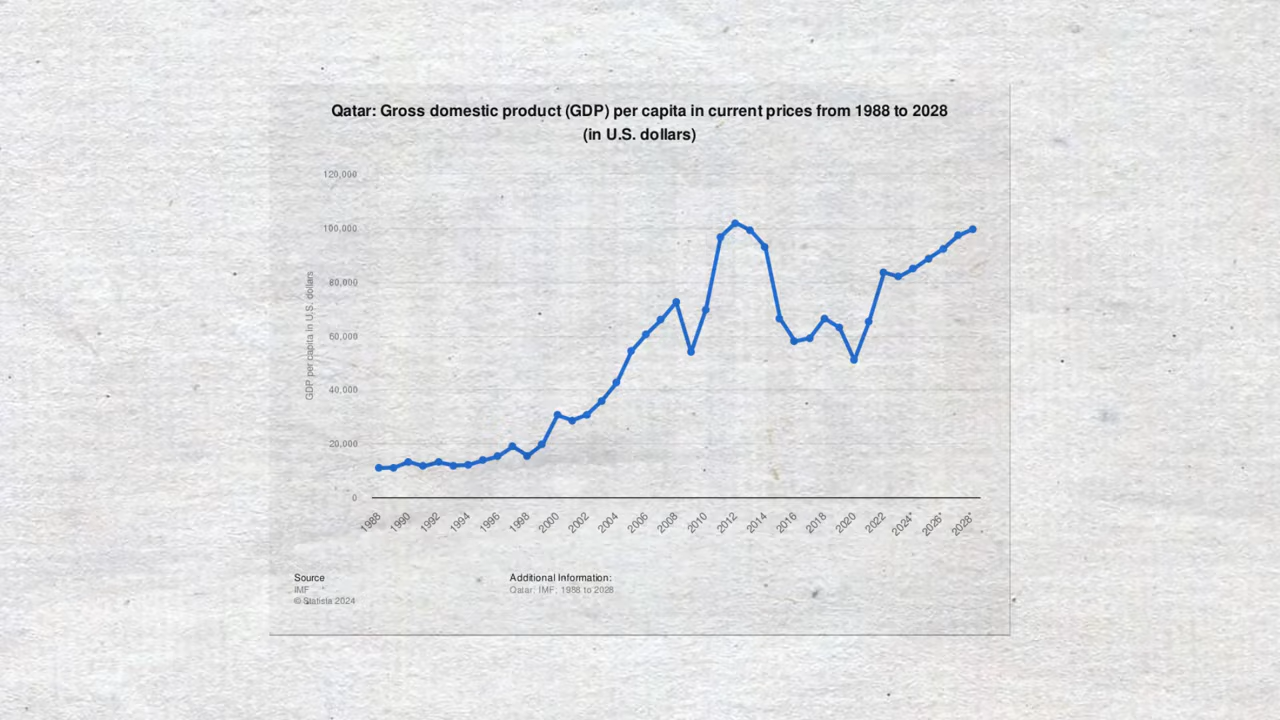 Qatar: Gross domestic product (GDP) per capita in current prices from 1988 to 2028
(in U.S. dollars)
120,000
100,000
80,000
60,000
40,000
20,000
0
GDP per capita in U.S. dollars
1988 1990 1992 1994 1996 1998 2000 2002 2004 2006 2008 2010 2012 2014 2016 2018 2020 2022 2024* 2026* 2028*
Source
IMF
© Statista 2024
Additional Information:
Qatar; IMF; 1988 to 2028